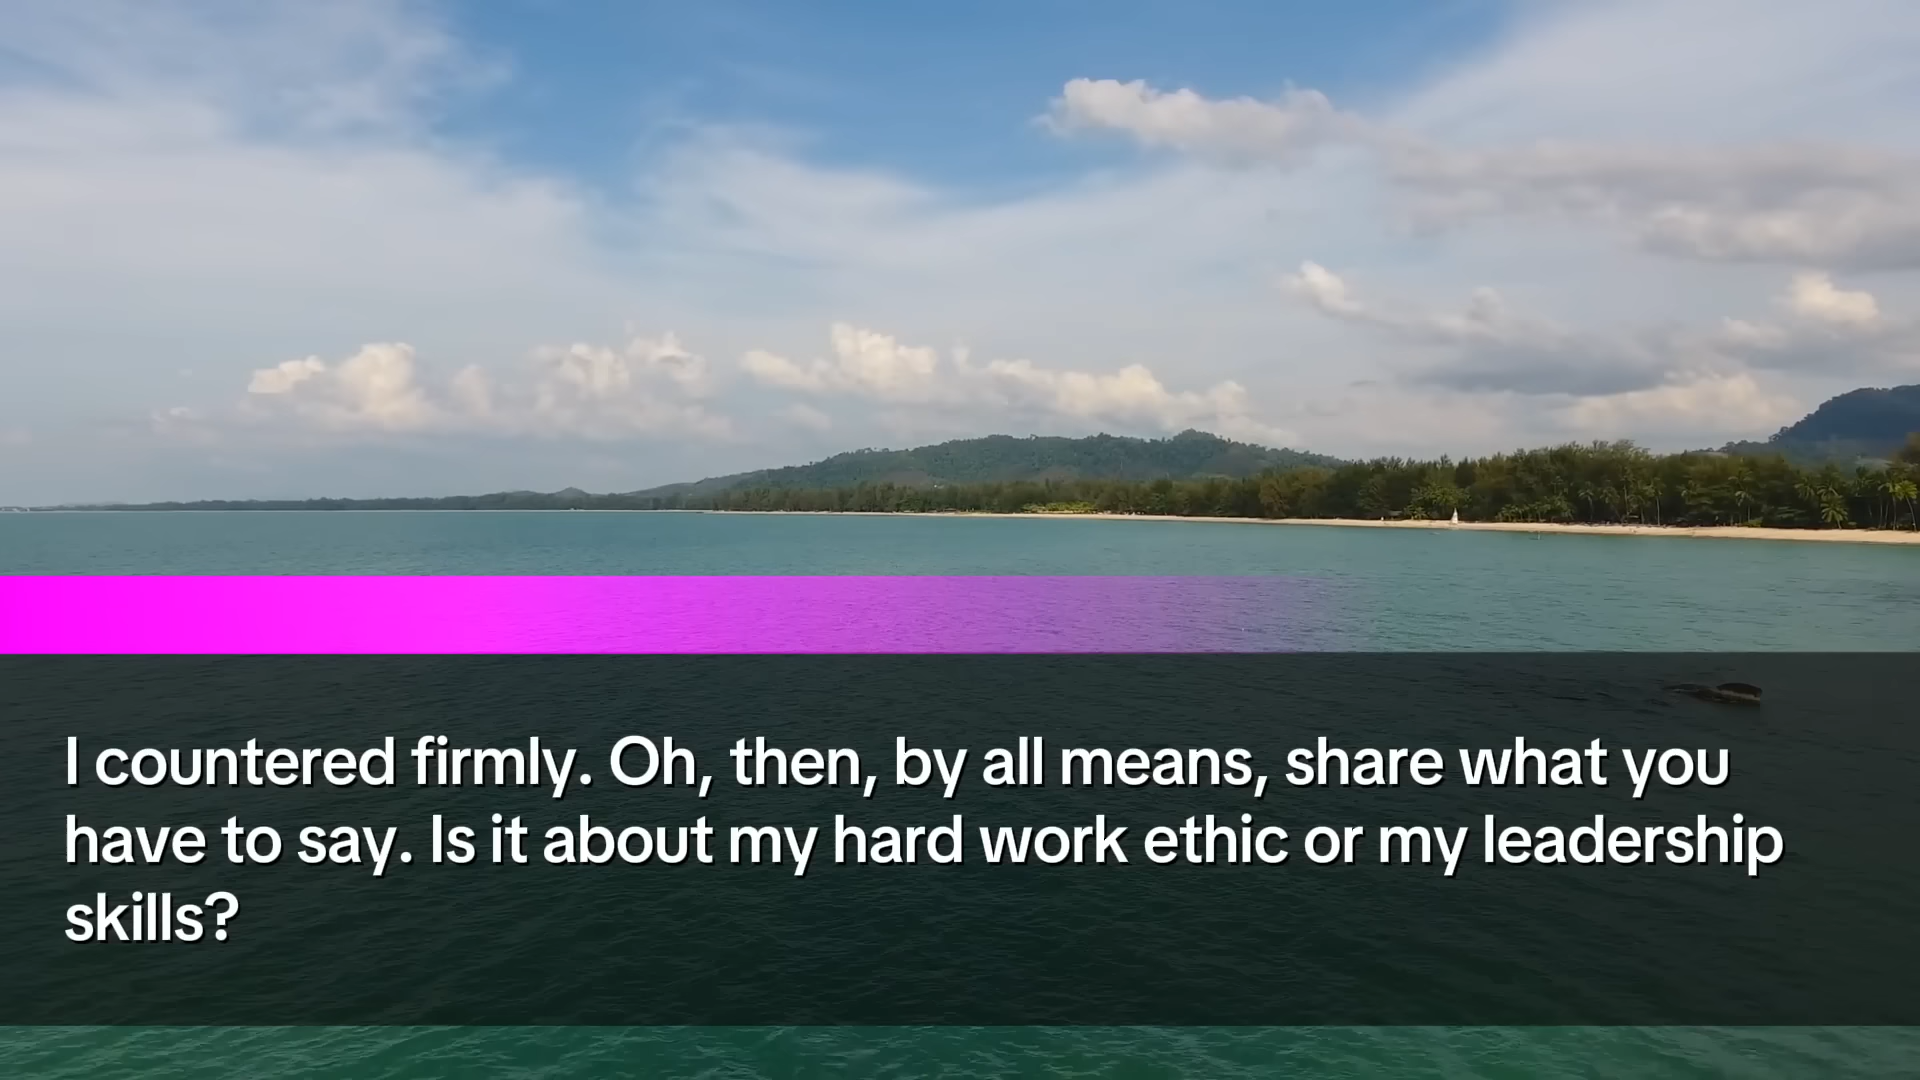 I countered firmly. Oh, then, by all means, share what you
have to say. Is it about my hard work ethic or my leadership
skills?